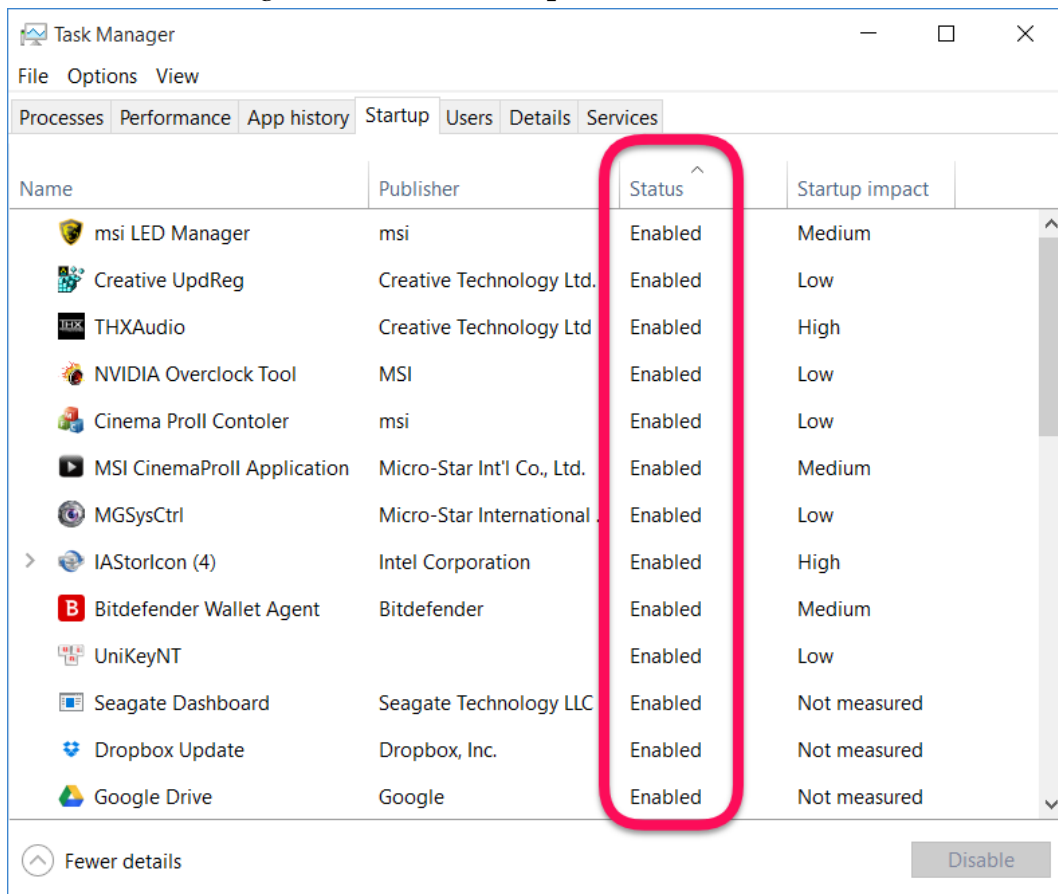 Task Manager
File Options View
Processes Performance App history Startup Users Details Services
Name Publisher Status Startup impact
msi LED Manager msi Enabled Medium
Creative UpdReg Creative Technology Ltd. Enabled Low
THX THXAudio Creative Technology Ltd Enabled High
NVIDIA Overclock Tool MSI Enabled Low
Cinema ProII Contoler msi Enabled Low
MSI CinemaProII Application Micro-Star Int'l Co., Ltd. Enabled Medium
MGSysCtrl Micro-Star International . Enabled Low
IAStorIcon (4) Intel Corporation Enabled High
B Bitdefender Wallet Agent Bitdefender Enabled Medium
UniKeyNT Enabled Low
Seagate Dashboard Seagate Technology LLC Enabled Not measured
Dropbox Update Dropbox, Inc. Enabled Not measured
Google Drive Google Enabled Not measured
Fewer details Disable